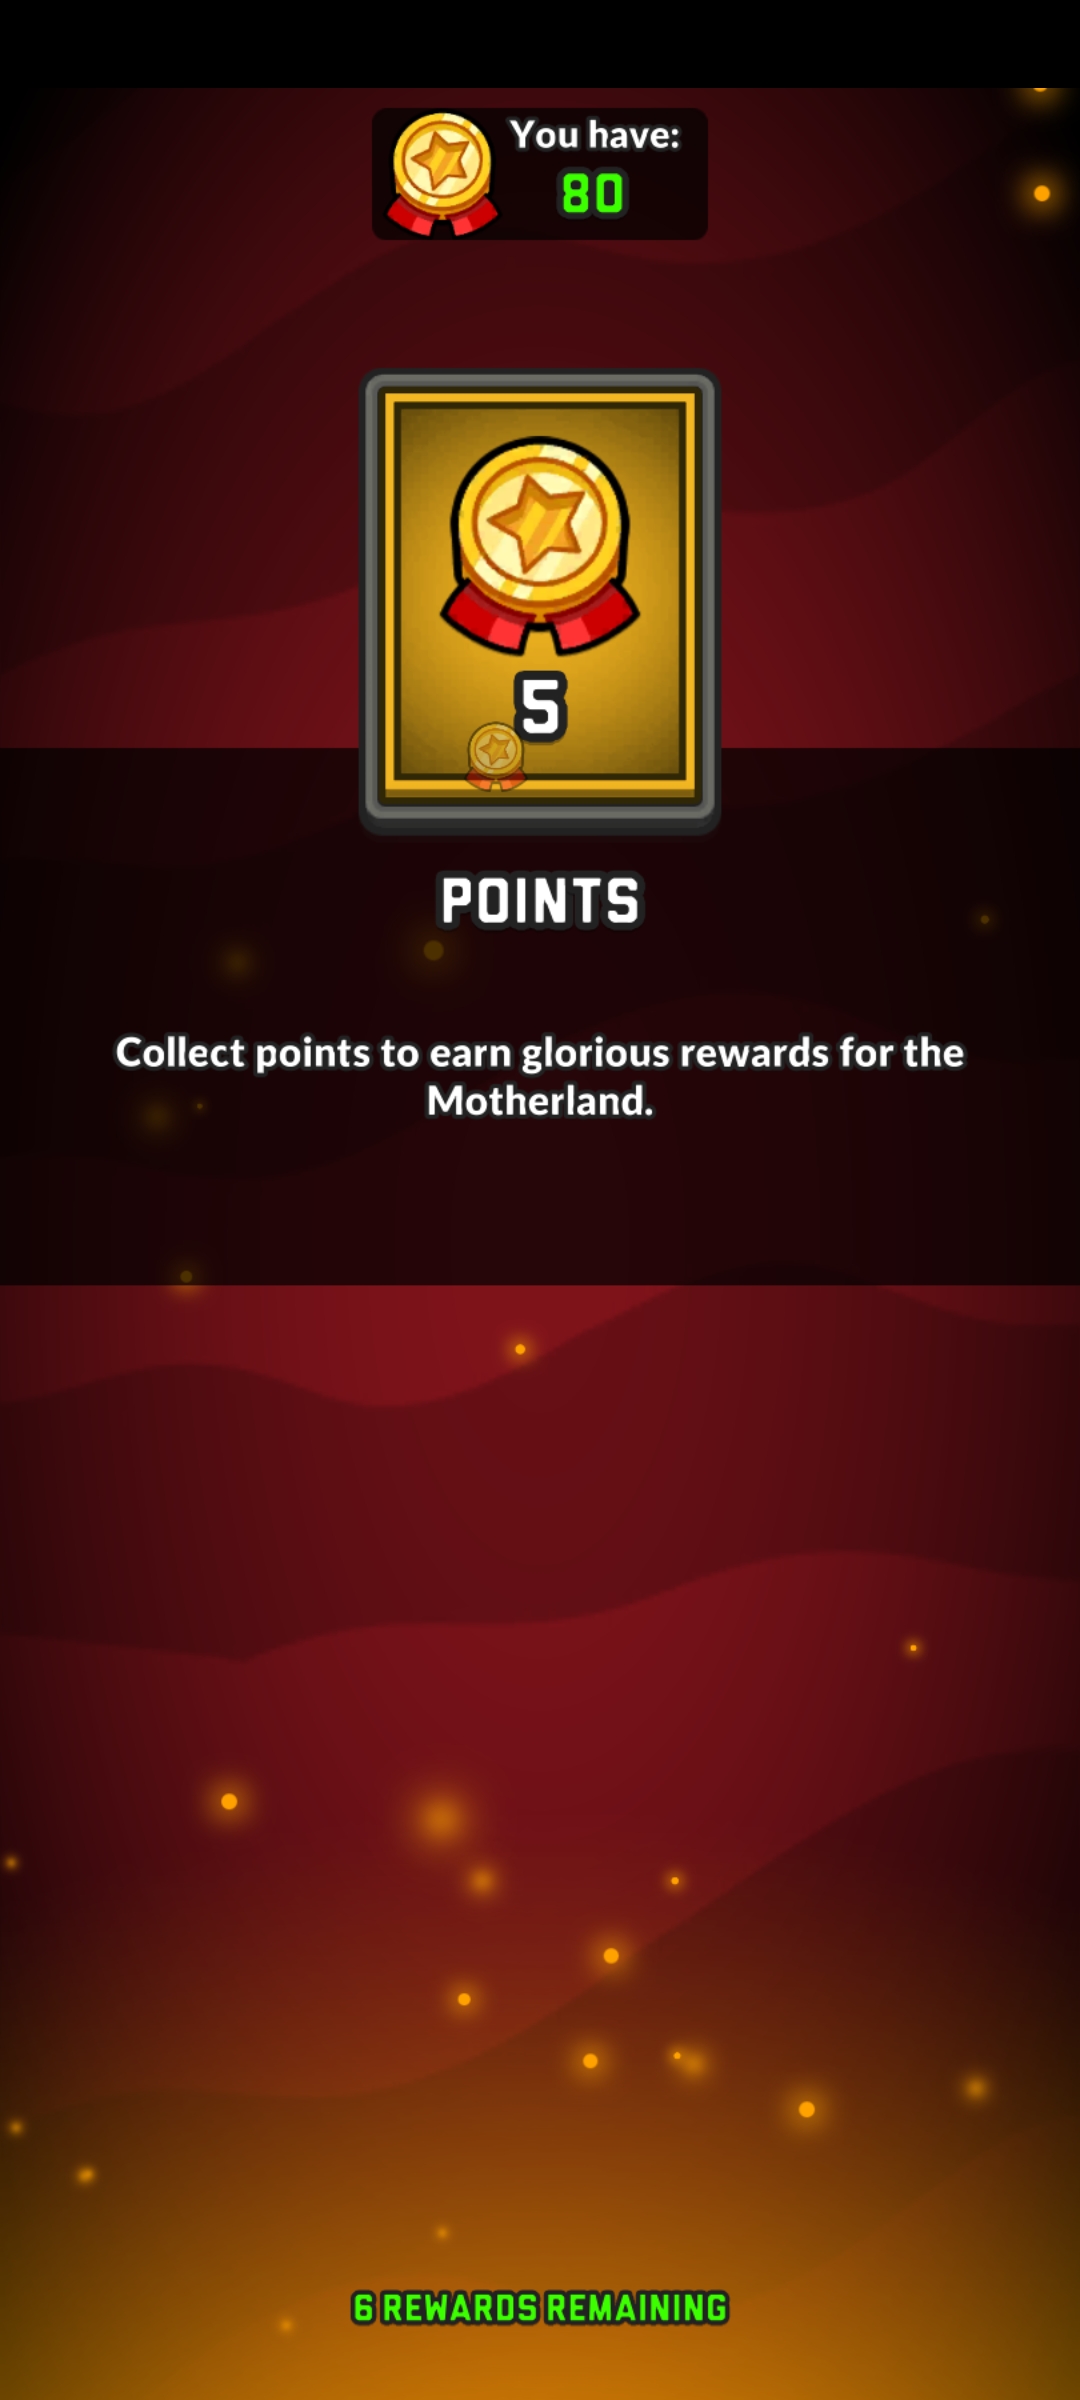 You have:
80
5
POINTS
Collect points to earn glorious rewards for the
Motherland.
6 REWARDS REMAINING